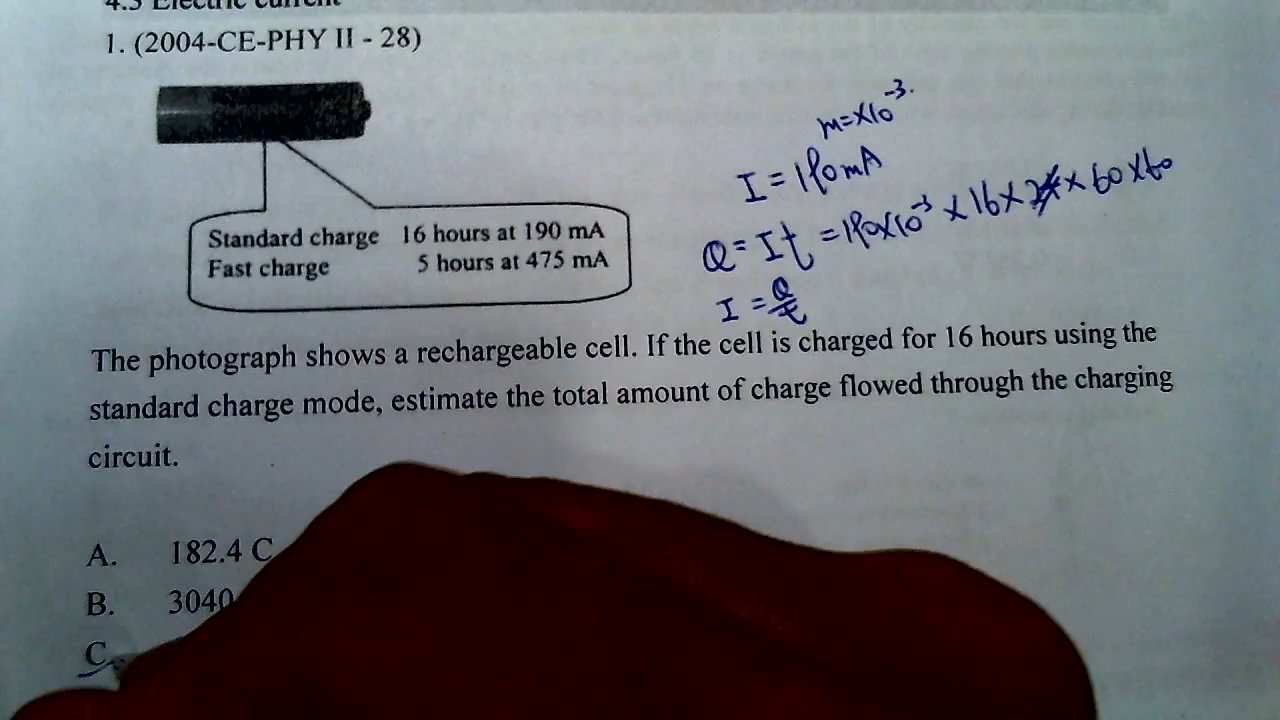 4.3 Electric current
1. (2004-CE-PHY II - 28)
m=×10⁻³.
I = 190mA
Q = It = 190×10⁻³ × 16 × × 60 × 60
I = Q/t
Standard charge 16 hours at 190 mA
Fast charge 5 hours at 475 mA
The photograph shows a rechargeable cell. If the cell is charged for 16 hours using the
standard charge mode, estimate the total amount of charge flowed through the charging
circuit.
A. 182.4 C
B. 3040
C